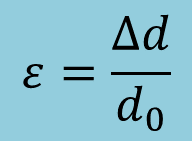 ε = Δd / d₀